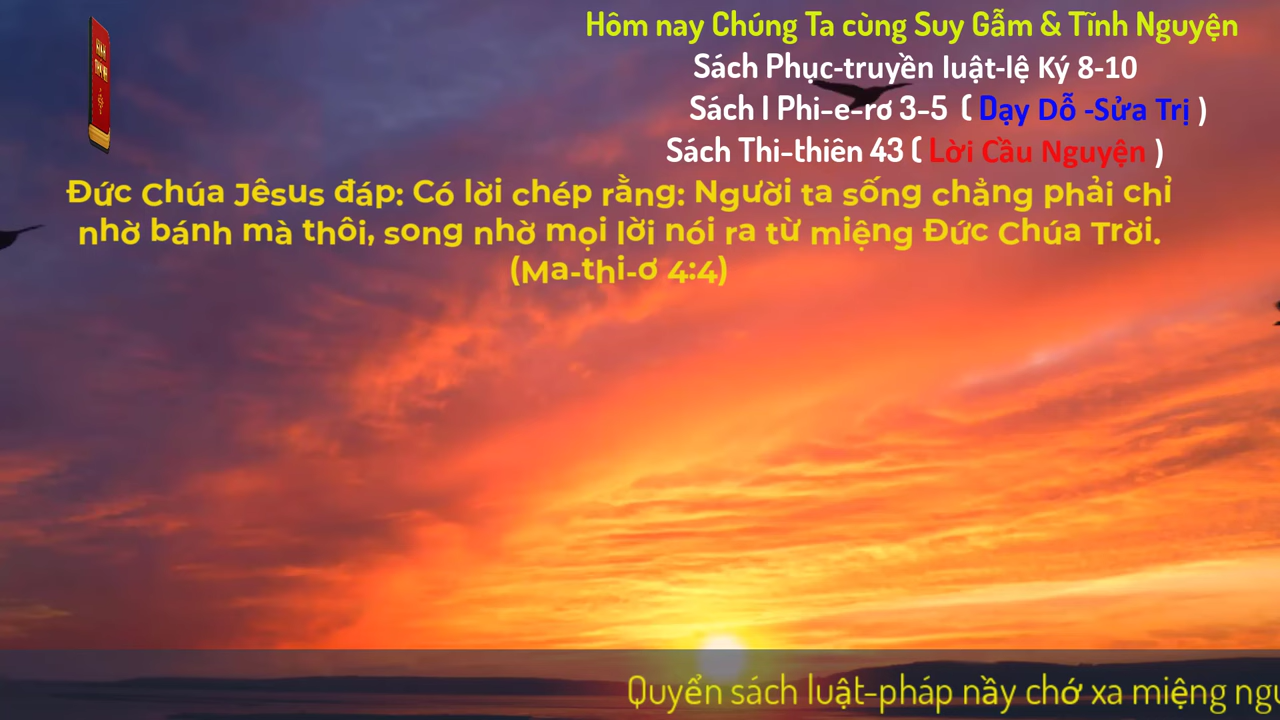 Hôm nay Chúng Ta cùng Suy Gẫm & Tĩnh Nguyện
Sách Phục-truyền luật-lệ Ký 8-10
Sách I Phi-e-rơ 3-5 ( Dạy Dỗ -Sửa Trị )
Sách Thi-thiên 43 ( Lời Cầu Nguyện )
Đức Chúa Jêsus đáp: Có lời chép rằng: Người ta sống chẳng phải chỉ
nhờ bánh mà thôi, song nhờ mọi lời nói ra từ miệng Đức Chúa Trời.
(Ma-thi-ơ 4:4)
Quyển sách luật-pháp nầy chớ xa miệng